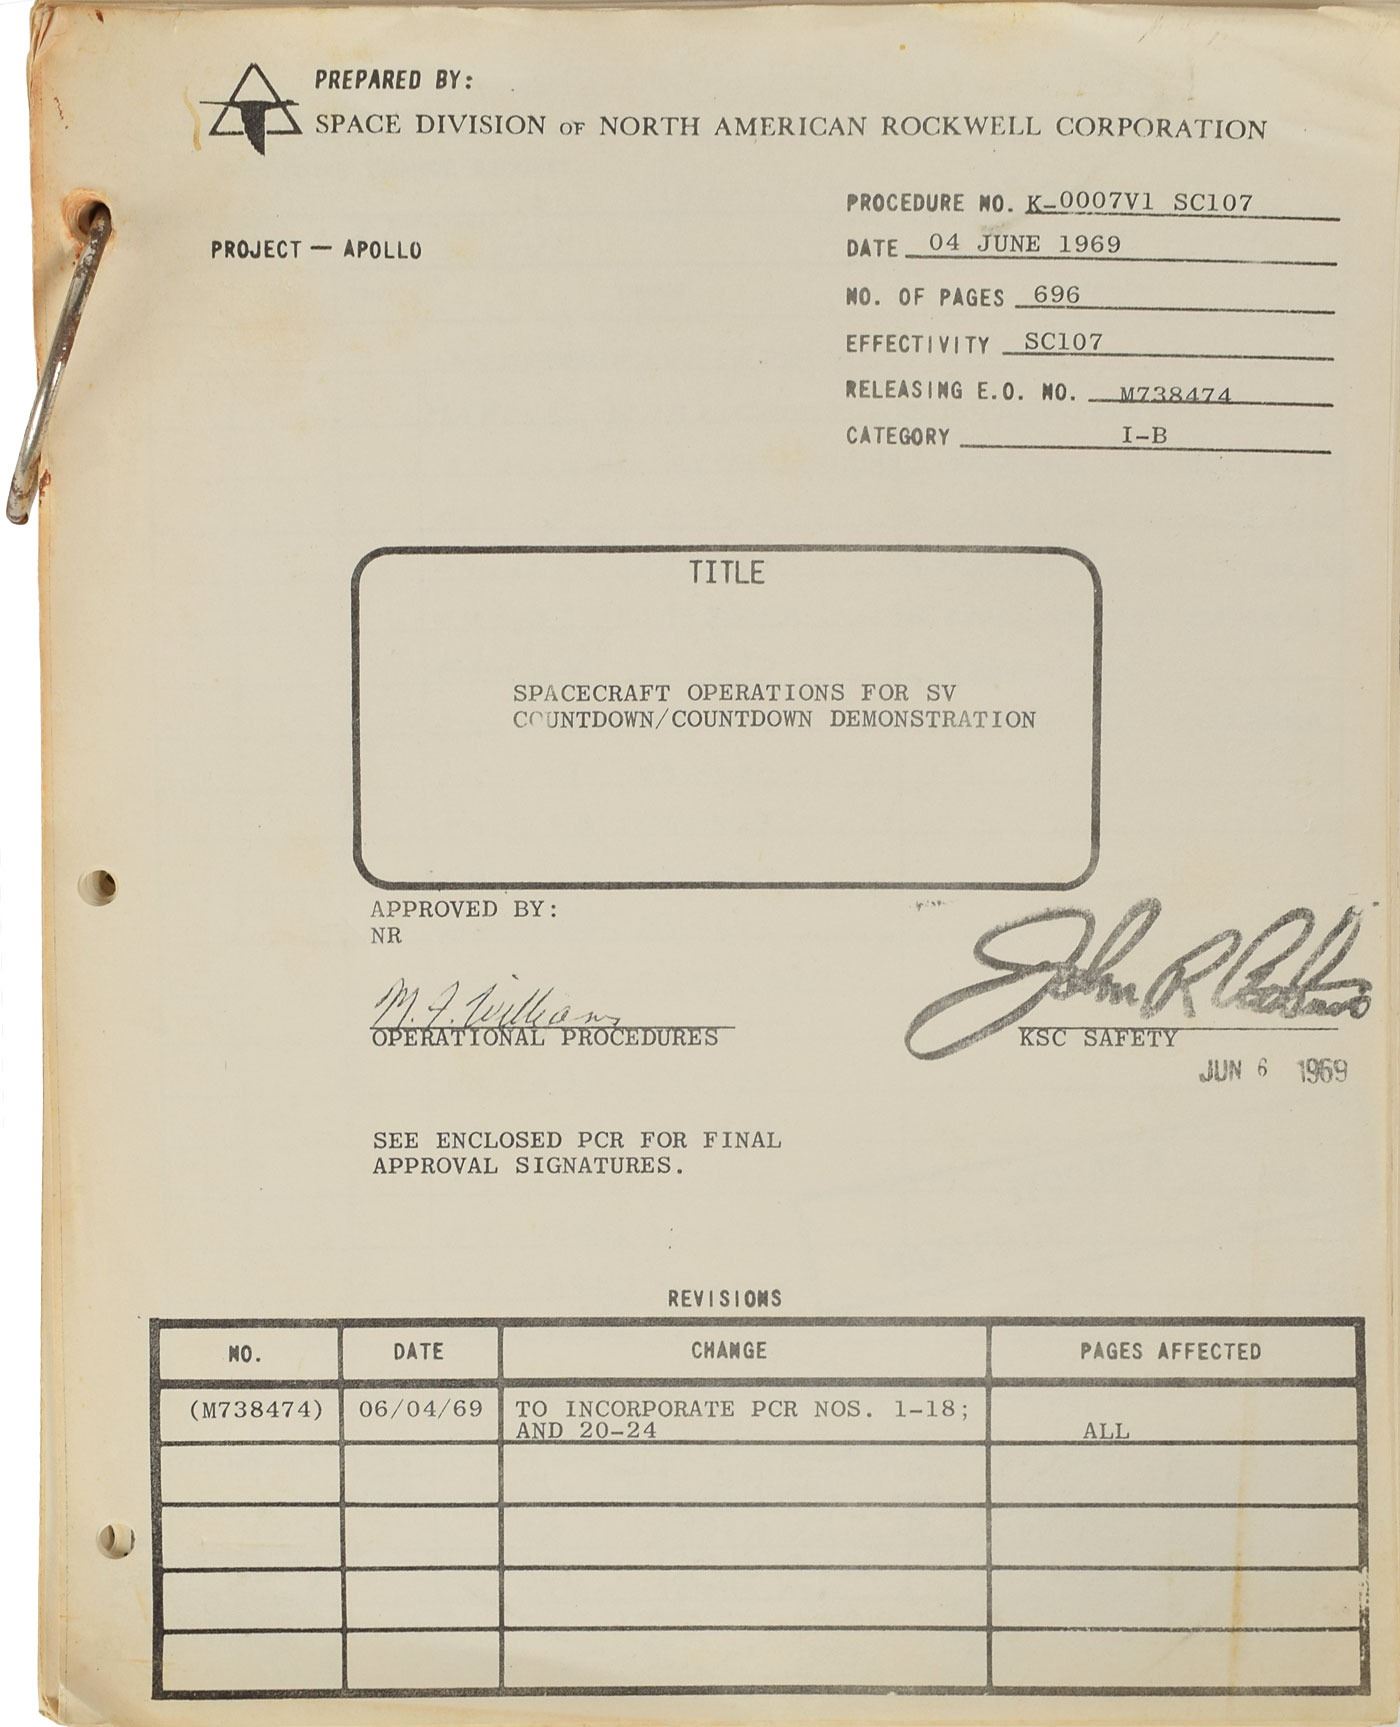 PREPARED BY:
SPACE DIVISION OF NORTH AMERICAN ROCKWELL CORPORATION
PROCEDURE NO. K-0007V1 SC107
PROJECT — APOLLO
DATE 04 JUNE 1969
NO. OF PAGES 696
EFFECTIVITY SC107
RELEASING E.O. NO. M738474
CATEGORY I-B
TITLE
SPACECRAFT OPERATIONS FOR SV
COUNTDOWN/COUNTDOWN DEMONSTRATION
APPROVED BY:
NR
M. J. Williams
John R
OPERATIONAL PROCEDURES
KSC SAFETY
JUN 6 1969
SEE ENCLOSED PCR FOR FINAL
APPROVAL SIGNATURES.
REVISIONS
NO. DATE CHANGE PAGES AFFECTED
(M738474) 06/04/69 TO INCORPORATE PCR NOS. 1-18;
AND 20-24 ALL